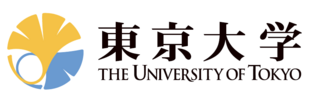 東京大学
THE UNIVERSITY OF TOKYO